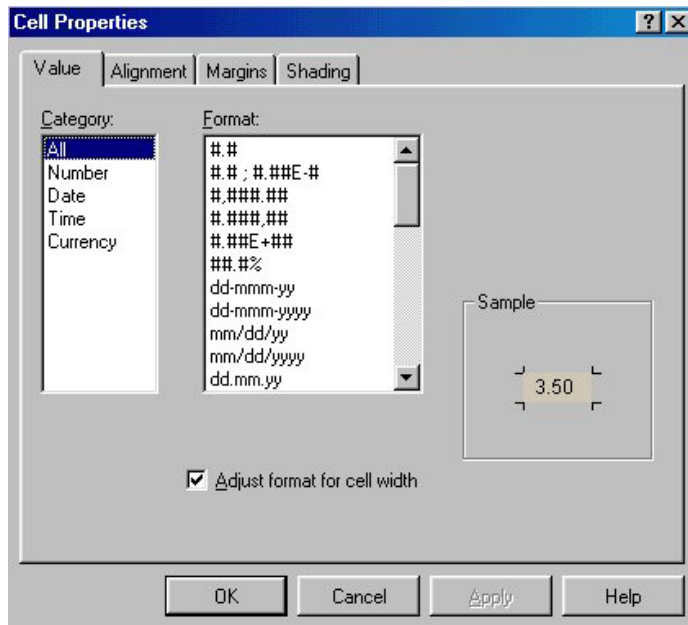 Cell Properties
? ×
Value Alignment Margins Shading
Category:
All
Number
Date
Time
Currency
Format:
#.#
#.# ; #.##E-#
#,###.##
#.###,##
#.##E+##
##.#%
dd-mmm-yy
dd-mmm-yyyy
mm/dd/yy
mm/dd/yyyy
dd.mm.yy
Sample
3.50
Adjust format for cell width
OK Cancel Apply Help